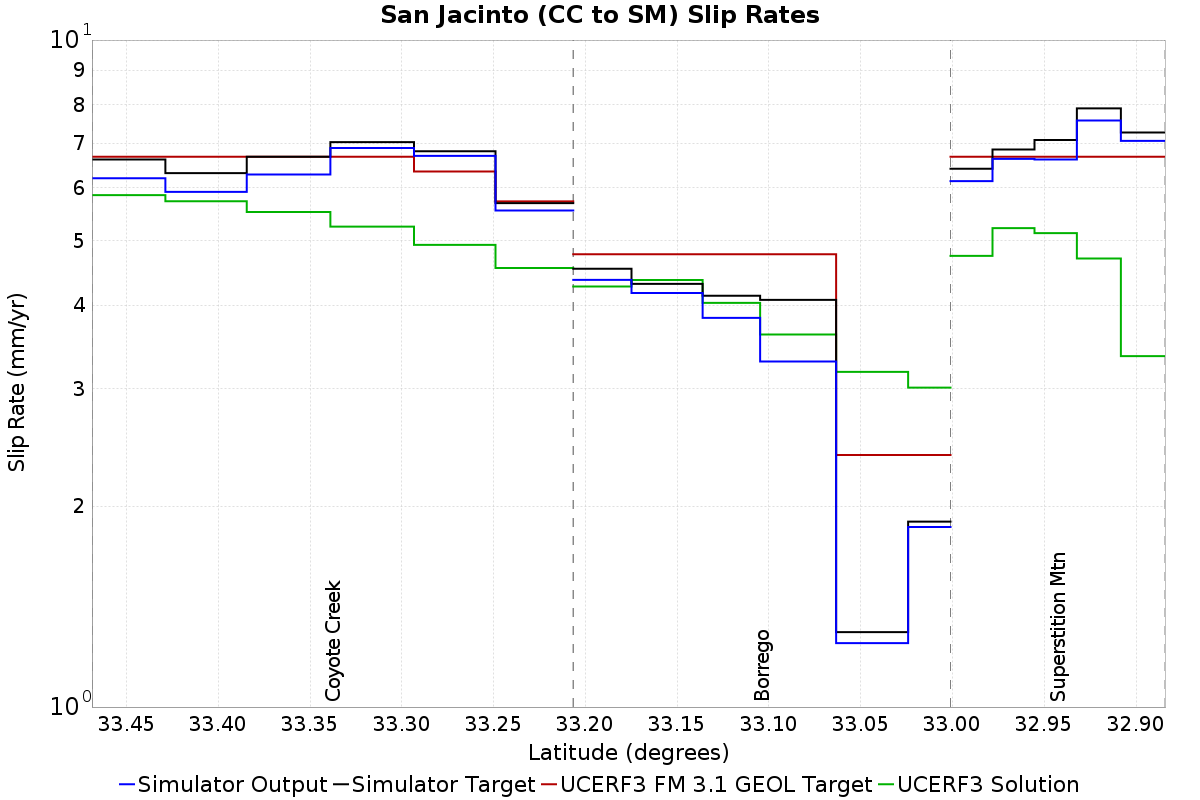 San Jacinto (CC to SM) Slip Rates
10^1
9
8
7
6
5
4
3
2
10^0
Slip Rate (mm/yr)
Coyote Creek
Borrego
Superstition Mtn
33.45 33.40 33.35 33.30 33.25 33.20 33.15 33.10 33.05 33.00 32.95 32.90
Latitude (degrees)
Simulator Output Simulator Target UCERF3 FM 3.1 GEOL Target UCERF3 Solution